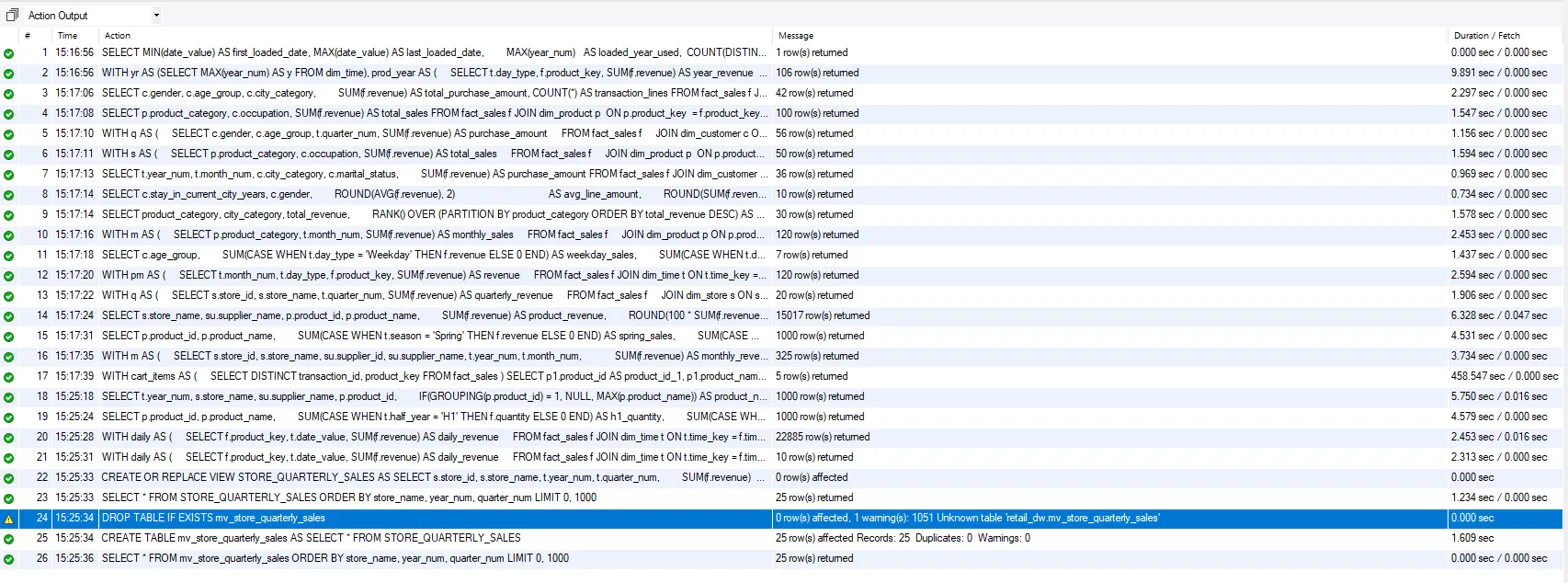 Action Output
# Time Action Message Duration / Fetch
1 15:16:56 SELECT MIN(date_value) AS first_loaded_date, MAX(date_value) AS last_loaded_date, MAX(year_num) AS loaded_year_used, COUNT(DISTIN... 1 row(s) returned 0.000 sec / 0.000 sec
2 15:16:56 WITH yr AS (SELECT MAX(year_num) AS y FROM dim_time), prod_year AS ( SELECT t.day_type, f.product_key, SUM(f.revenue) AS year_revenue ... 106 row(s) returned 9.891 sec / 0.000 sec
3 15:17:06 SELECT c.gender, c.age_group, c.city_category, SUM(f.revenue) AS total_purchase_amount, COUNT(*) AS transaction_lines FROM fact_sales f J... 42 row(s) returned 2.297 sec / 0.000 sec
4 15:17:08 SELECT p.product_category, c.occupation, SUM(f.revenue) AS total_sales FROM fact_sales f JOIN dim_product p ON p.product_key = f.product_key... 100 row(s) returned 1.547 sec / 0.000 sec
5 15:17:10 WITH q AS ( SELECT c.gender, c.age_group, t.quarter_num, SUM(f.revenue) AS purchase_amount FROM fact_sales f JOIN dim_customer c O... 56 row(s) returned 1.156 sec / 0.000 sec
6 15:17:11 WITH s AS ( SELECT p.product_category, c.occupation, SUM(f.revenue) AS total_sales FROM fact_sales f JOIN dim_product p ON p.product... 50 row(s) returned 1.594 sec / 0.000 sec
7 15:17:13 SELECT t.year_num, t.month_num, c.city_category, c.marital_status, SUM(f.revenue) AS purchase_amount FROM fact_sales f JOIN dim_customer ... 36 row(s) returned 0.969 sec / 0.000 sec
8 15:17:14 SELECT c.stay_in_current_city_years, c.gender, ROUND(AVG(f.revenue), 2) AS avg_line_amount, ROUND(SUM(f.reven... 10 row(s) returned 0.734 sec / 0.000 sec
9 15:17:14 SELECT product_category, city_category, total_revenue, RANK() OVER (PARTITION BY product_category ORDER BY total_revenue DESC) AS ... 30 row(s) returned 1.578 sec / 0.000 sec
10 15:17:16 WITH m AS ( SELECT p.product_category, t.month_num, SUM(f.revenue) AS monthly_sales FROM fact_sales f JOIN dim_product p ON p.prod... 120 row(s) returned 2.453 sec / 0.000 sec
11 15:17:18 SELECT c.age_group, SUM(CASE WHEN t.day_type = 'Weekday' THEN f.revenue ELSE 0 END) AS weekday_sales, SUM(CASE WHEN t.d... 7 row(s) returned 1.437 sec / 0.000 sec
12 15:17:20 WITH pm AS ( SELECT t.month_num, t.day_type, f.product_key, SUM(f.revenue) AS revenue FROM fact_sales f JOIN dim_time t ON t.time_key =... 120 row(s) returned 2.594 sec / 0.000 sec
13 15:17:22 WITH q AS ( SELECT s.store_id, s.store_name, t.quarter_num, SUM(f.revenue) AS quarterly_revenue FROM fact_sales f JOIN dim_store s ON s... 20 row(s) returned 1.906 sec / 0.000 sec
14 15:17:24 SELECT s.store_name, su.supplier_name, p.product_id, p.product_name, SUM(f.revenue) AS product_revenue, ROUND(100 * SUM(f.revenue... 15017 row(s) returned 6.328 sec / 0.047 sec
15 15:17:31 SELECT p.product_id, p.product_name, SUM(CASE WHEN t.season = 'Spring' THEN f.revenue ELSE 0 END) AS spring_sales, SUM(CASE ... 1000 row(s) returned 4.531 sec / 0.000 sec
16 15:17:35 WITH m AS ( SELECT s.store_id, s.store_name, su.supplier_id, su.supplier_name, t.year_num, t.month_num, SUM(f.revenue) AS monthly_reve... 325 row(s) returned 3.734 sec / 0.000 sec
17 15:17:39 WITH cart_items AS ( SELECT DISTINCT transaction_id, product_key FROM fact_sales ) SELECT p1.product_id AS product_id_1, p1.product_nam... 5 row(s) returned 458.547 sec / 0.000 sec
18 15:25:18 SELECT t.year_num, s.store_name, su.supplier_name, p.product_id, IF(GROUPING(p.product_id) = 1, NULL, MAX(p.product_name)) AS product_n... 1000 row(s) returned 5.750 sec / 0.016 sec
19 15:25:24 SELECT p.product_id, p.product_name, SUM(CASE WHEN t.half_year = 'H1' THEN f.quantity ELSE 0 END) AS h1_quantity, SUM(CASE WH... 1000 row(s) returned 4.579 sec / 0.000 sec
20 15:25:28 WITH daily AS ( SELECT f.product_key, t.date_value, SUM(f.revenue) AS daily_revenue FROM fact_sales f JOIN dim_time t ON t.time_key = f.tim... 22885 row(s) returned 2.453 sec / 0.016 sec
21 15:25:31 WITH daily AS ( SELECT f.product_key, t.date_value, SUM(f.revenue) AS daily_revenue FROM fact_sales f JOIN dim_time t ON t.time_key = f.tim... 10 row(s) returned 2.313 sec / 0.000 sec
22 15:25:33 CREATE OR REPLACE VIEW STORE_QUARTERLY_SALES AS SELECT s.store_id, s.store_name, t.year_num, t.quarter_num, SUM(f.revenue) ... 0 row(s) affected 0.000 sec
23 15:25:33 SELECT * FROM STORE_QUARTERLY_SALES ORDER BY store_name, year_num, quarter_num LIMIT 0, 1000 25 row(s) returned 1.234 sec / 0.000 sec
24 15:25:34 DROP TABLE IF EXISTS mv_store_quarterly_sales 0 row(s) affected, 1 warning(s): 1051 Unknown table 'retail_dw.mv_store_quarterly_sales' 0.000 sec
25 15:25:34 CREATE TABLE mv_store_quarterly_sales AS SELECT * FROM STORE_QUARTERLY_SALES 25 row(s) affected Records: 25 Duplicates: 0 Warnings: 0 1.609 sec
26 15:25:36 SELECT * FROM mv_store_quarterly_sales ORDER BY store_name, year_num, quarter_num LIMIT 0, 1000 25 row(s) returned 0.000 sec / 0.000 sec